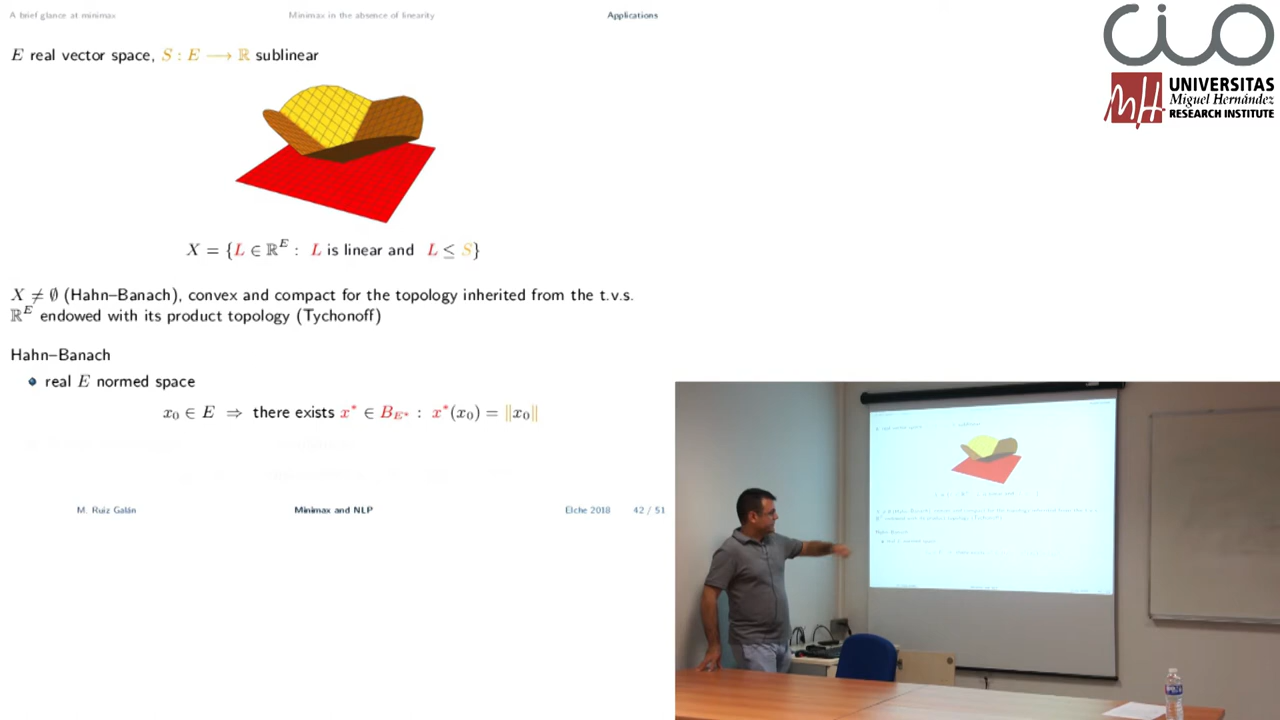 A brief glance at minimax Minimax in the absence of linearity Applications
E real vector space, S : E ⟶ ℝ sublinear
X = {L ∈ ℝ^E : L is linear and L ≤ S}
X ≠ ∅ (Hahn–Banach), convex and compact for the topology inherited from the t.v.s.
ℝ^E endowed with its product topology (Tychonoff)
Hahn–Banach
• real E normed space
x₀ ∈ E ⇒ there exists x* ∈ B_{E*} : x*(x₀) = ‖x₀‖
M. Ruiz Galán Minimax and NLP Elche 2018 42 / 51
CIO
MH
UNIVERSITAS
Miguel Hernández
RESEARCH INSTITUTE